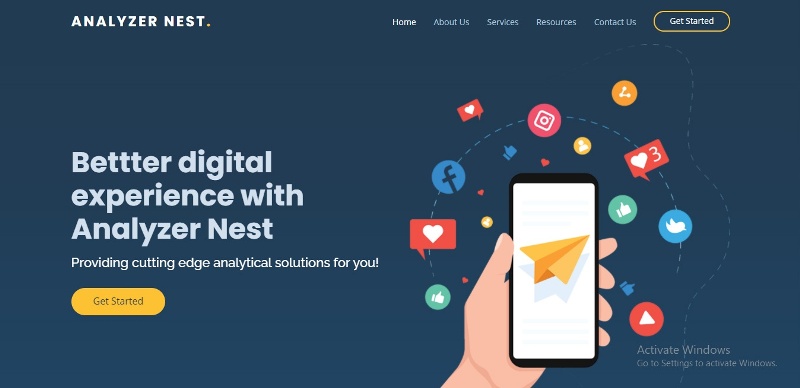 ANALYZER NEST.
Home About Us Services Resources Contact Us Get Started
Bettter digital
experience with
Analyzer Nest
Providing cutting edge analytical solutions for you!
Get Started
3
Activate Windows
Go to Settings to activate Windows.